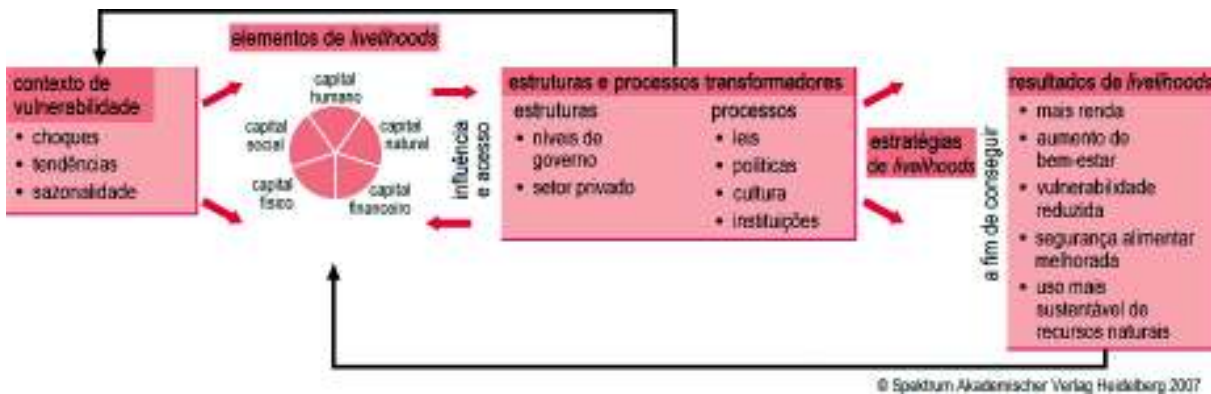 elementos de livelihoods
contexto de
vulnerabilidade
• choques
• tendências
• sazonalidade
capital
humano
capital
social
capital
natural
capital
físico
capital
financeiro
influência
e acesso
estruturas e processos transformadores
estruturas
• níveis de
governo
• setor privado
processos
• leis
• políticas
• cultura
• instituições
estratégias
de livelihoods
a fim de conseguir
resultados de livelihoods
• mais renda
• aumento de
bem-estar
• vulnerabilidade
reduzida
• segurança alimentar
melhorada
• uso mais
sustentável de
recursos naturais
© Spektrum Akademischer Verlag Heidelberg 2007